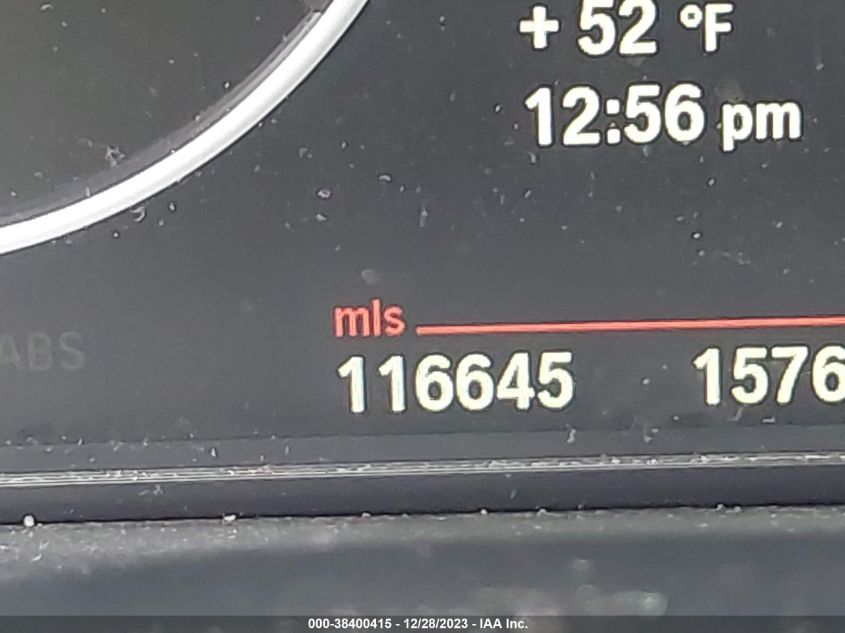 + 52 °F
12:56 pm
mls
ABS
116645 1576
000-38400415 - 12/28/2023 - IAA Inc.